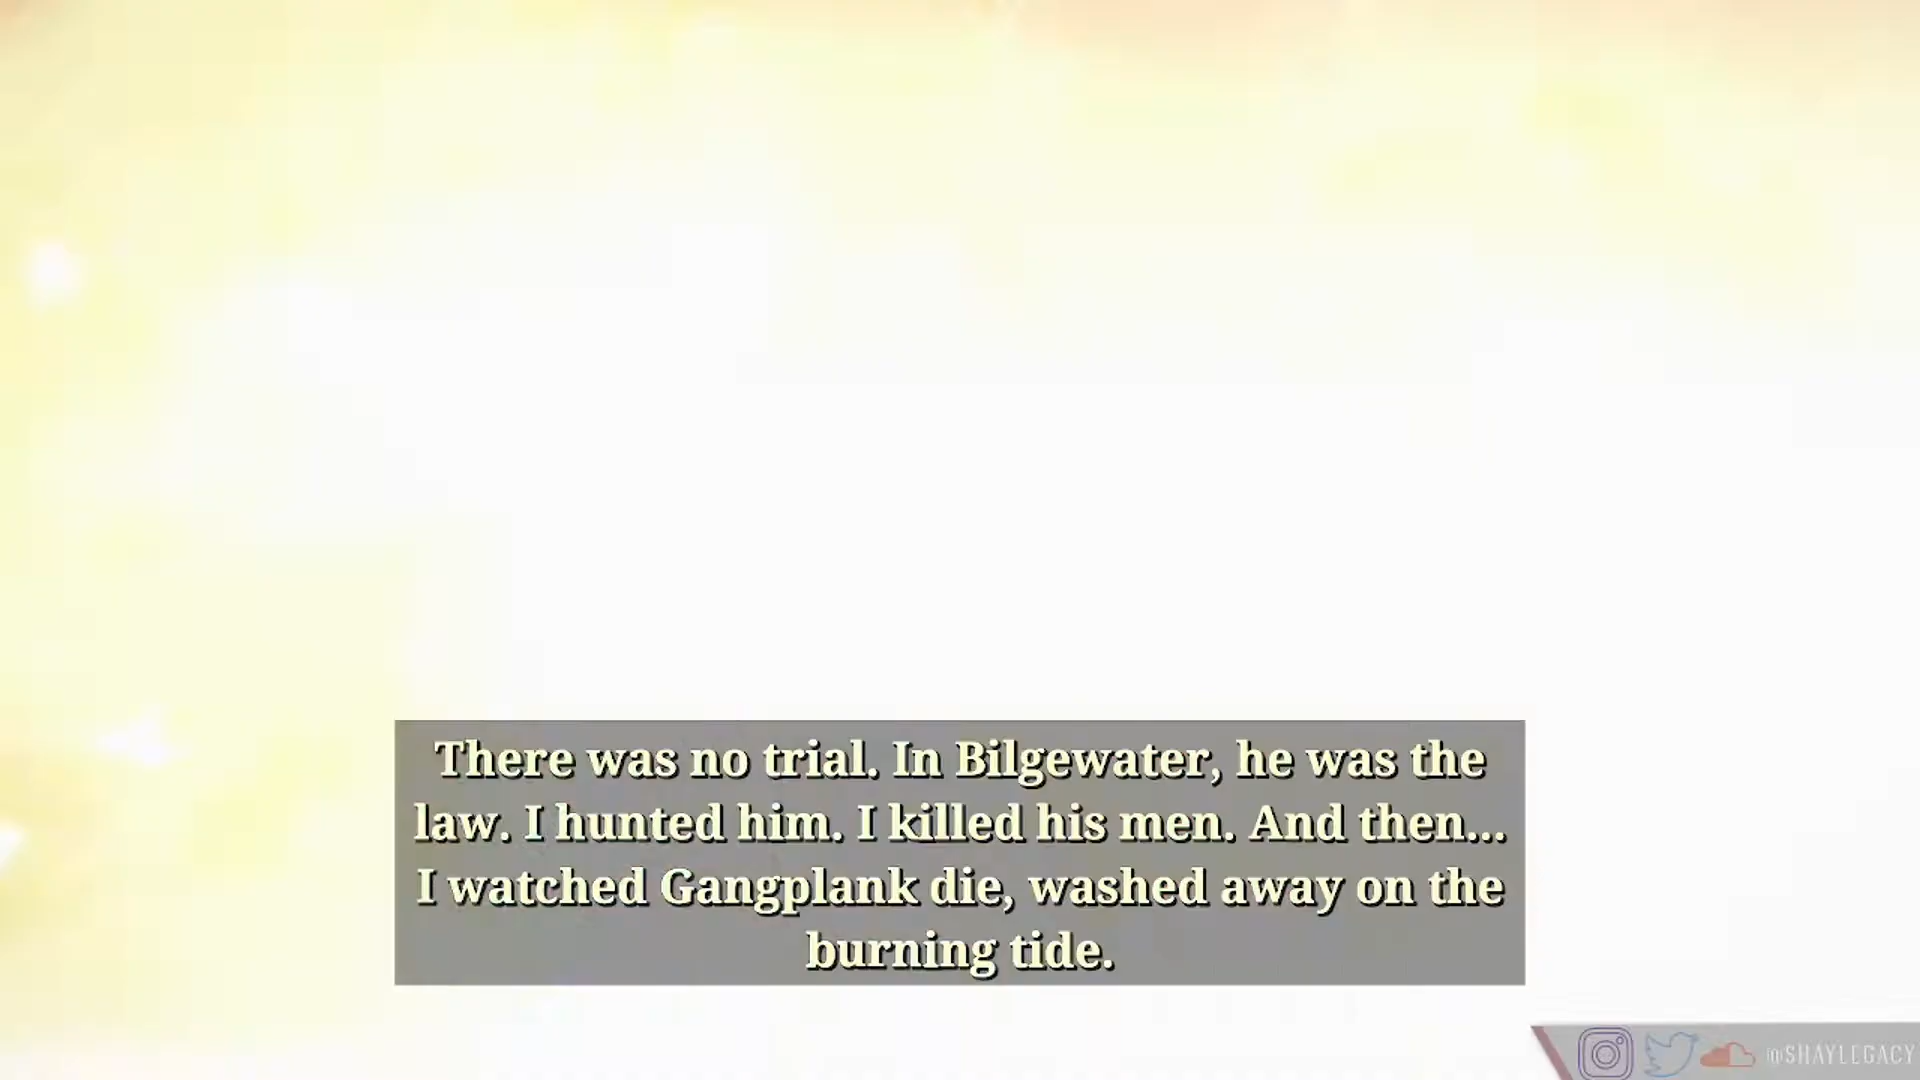 There was no trial. In Bilgewater, he was the
law. I hunted him. I killed his men. And then...
I watched Gangplank die, washed away on the
burning tide.
@SHAYLEGACY